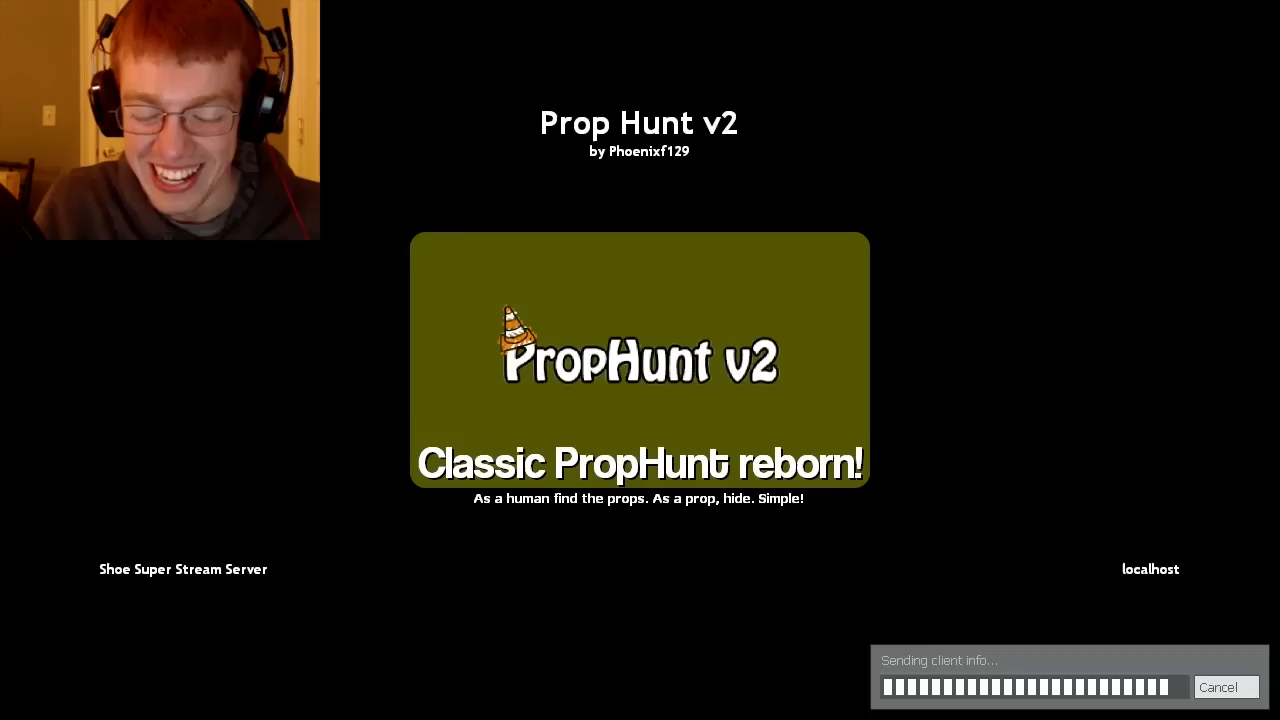 Prop Hunt v2
by Phoenixf129
PropHunt v2
Classic PropHunt reborn!
As a human find the props. As a prop, hide. Simple!
Shoe Super Stream Server
localhost
Sending client info...
Cancel